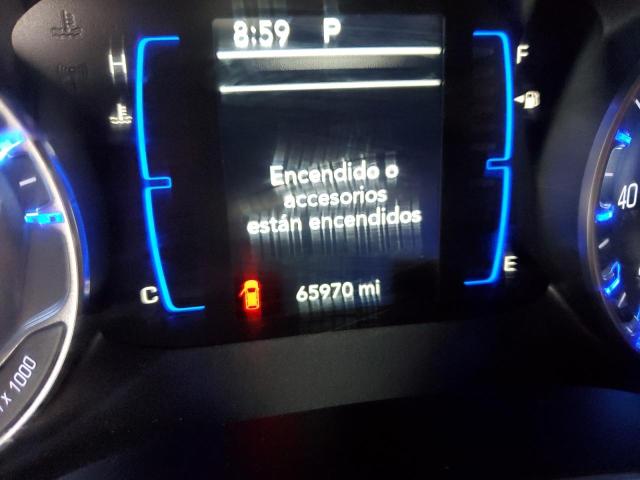 8:59 P
H
F
Encendido o
accesorios
están encendidos
C
E
65970 mi
40
x 1000